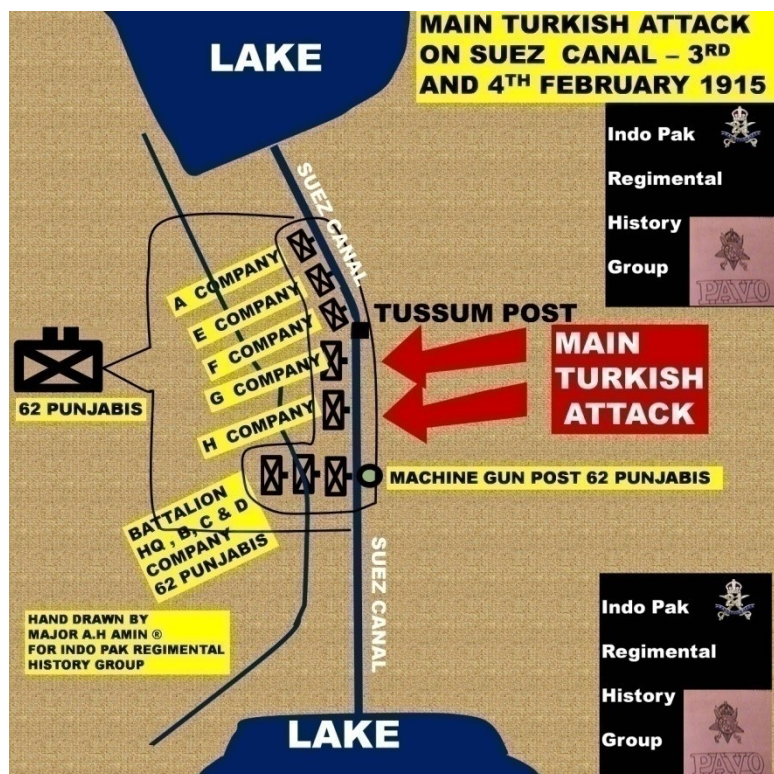 MAIN TURKISH ATTACK
ON SUEZ CANAL – 3RD
AND 4TH FEBRUARY 1915
LAKE
Indo Pak
Regimental
History
Group
PAVO
SUEZ CANAL
A COMPANY
E COMPANY
F COMPANY
G COMPANY
H COMPANY
TUSSUM POST
MAIN
TURKISH
ATTACK
62 PUNJABIS
MACHINE GUN POST 62 PUNJABIS
BATTALION
HQ , B, C & D
COMPANY
62 PUNJABIS
SUEZ CANAL
HAND DRAWN BY
MAJOR A.H AMIN ®
FOR INDO PAK REGIMENTAL
HISTORY GROUP
Indo Pak
Regimental
History
Group
PAVO
LAKE